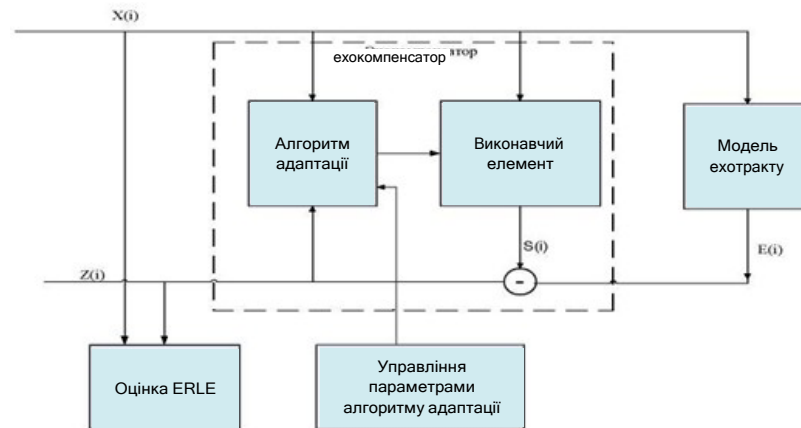 X(i)
ехокомпенсатор
Алгоритм
адаптації
Виконавчий
елемент
Модель
ехотракту
S(i)
E(i)
Z(i)
-
Оцінка ERLE
Управління
параметрами
алгоритму адаптації